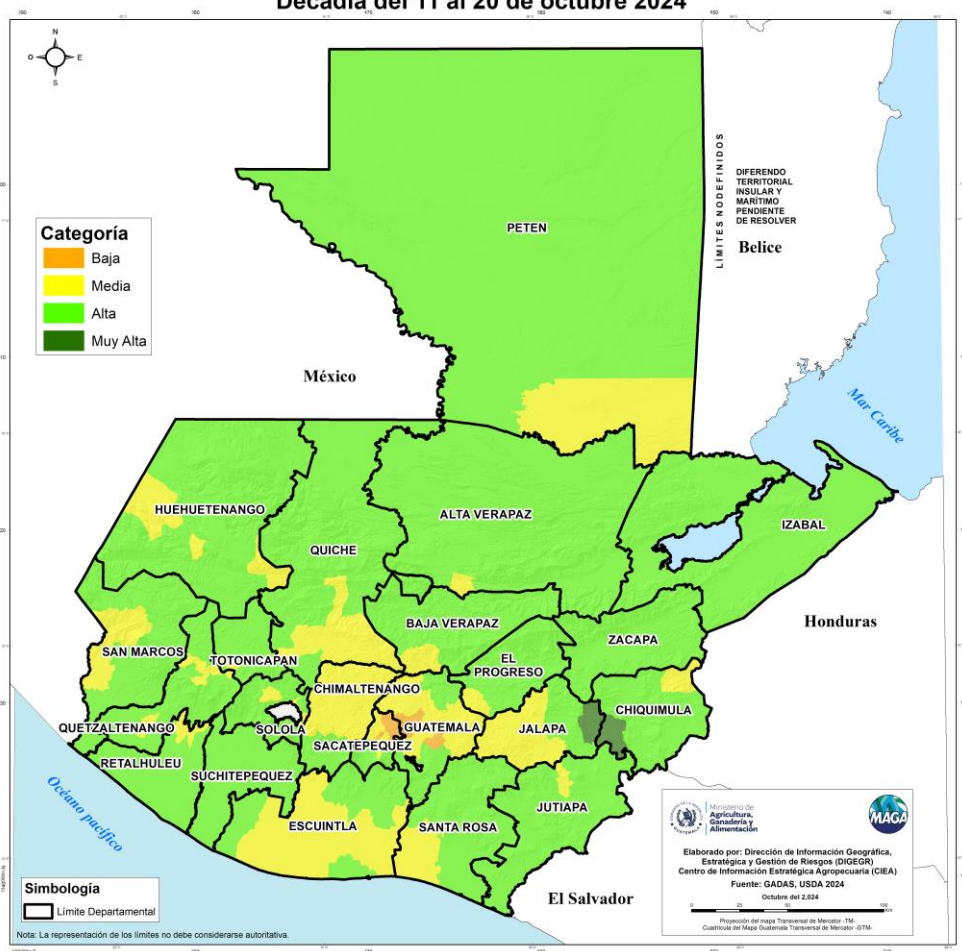 Decadia del 11 al 20 de octubre 2024
N
O
E
S
Categoría
Baja
Media
Alta
Muy Alta
PETEN
LÍMITES NO DEFINIDOS
DIFERENDO
TERRITORIAL
INSULAR Y
MARÍTIMO
PENDIENTE
DE RESOLVER
Belice
México
Mar Caribe
HUEHUETENANGO
ALTA VERAPAZ
IZABAL
QUICHE
Honduras
BAJA VERAPAZ
ZACAPA
SAN MARCOS
TOTONICAPAN
EL
PROGRESO
CHIMALTENANGO
CHIQUIMULA
QUETZALTENANGO
SOLOLA
GUATEMALA
JALAPA
SACATEPEQUEZ
RETALHULEU
SUCHITEPEQUEZ
JUTIAPA
ESCUINTLA
SANTA ROSA
Océano pacífico
El Salvador
Ministerio de
Agricultura,
Ganadería y
Alimentación
MAGA
Elaborado por: Dirección de Información Geográfica,
Estratégica y Gestión de Riesgos (DIGEGR)
Centro de Información Estratégica Agropecuaria (CIEA)
Fuente: GADAS, USDA 2024
Octubre del 2,024
0 25 50 100
Km
Proyección del mapa Transversal de Mercator -TM-
Cuadrícula del Mapa Guatemala Transversal de Mercator -GTM-
Simbología
Límite Departamental
Nota: La representación de los límites no debe considerarse autoritativa.